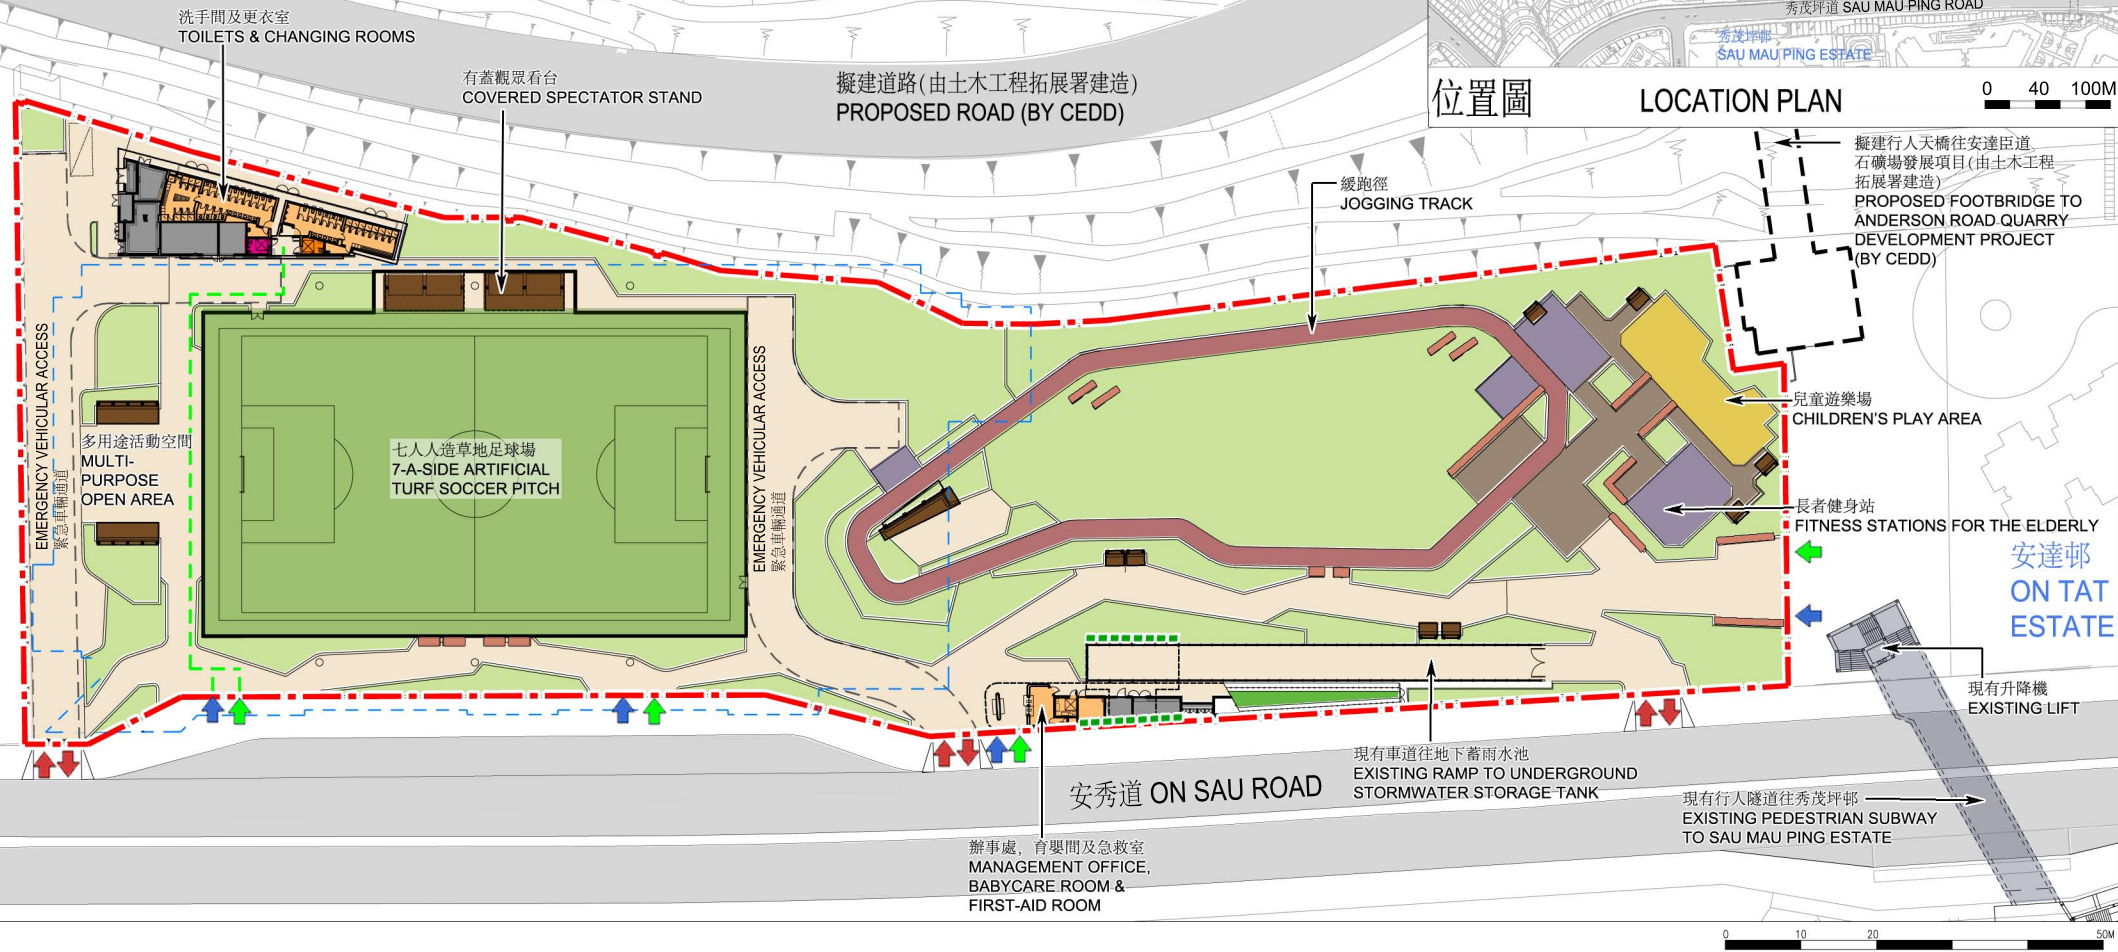 洗手間及更衣室
TOILETS & CHANGING ROOMS
有蓋觀眾看台
COVERED SPECTATOR STAND
擬建道路(由土木工程拓展署建造)
PROPOSED ROAD (BY CEDD)
秀茂坪道 SAU MAU PING ROAD
秀茂坪邨
SAU MAU PING ESTATE
位置圖
LOCATION PLAN
0 40 100M
擬建行人天橋往安達臣道
石礦場發展項目(由土木工程
拓展署建造)
PROPOSED FOOTBRIDGE TO
ANDERSON ROAD QUARRY
DEVELOPMENT PROJECT
(BY CEDD)
緩跑徑
JOGGING TRACK
EMERGENCY VEHICULAR ACCESS
緊急車輛通道
多用途活動空間
MULTI-
PURPOSE
OPEN AREA
七人人造草地足球場
7-A-SIDE ARTIFICIAL
TURF SOCCER PITCH
EMERGENCY VEHICULAR ACCESS
緊急車輛通道
兒童遊樂場
CHILDREN'S PLAY AREA
長者健身站
FITNESS STATIONS FOR THE ELDERLY
安達邨
ON TAT
ESTATE
現有升降機
EXISTING LIFT
安秀道 ON SAU ROAD
現有車道往地下蓄雨水池
EXISTING RAMP TO UNDERGROUND
STORMWATER STORAGE TANK
現有行人隧道往秀茂坪邨
EXISTING PEDESTRIAN SUBWAY
TO SAU MAU PING ESTATE
辦事處, 育嬰間及急救室
MANAGEMENT OFFICE,
BABYCARE ROOM &
FIRST-AID ROOM
0 10 20 50M